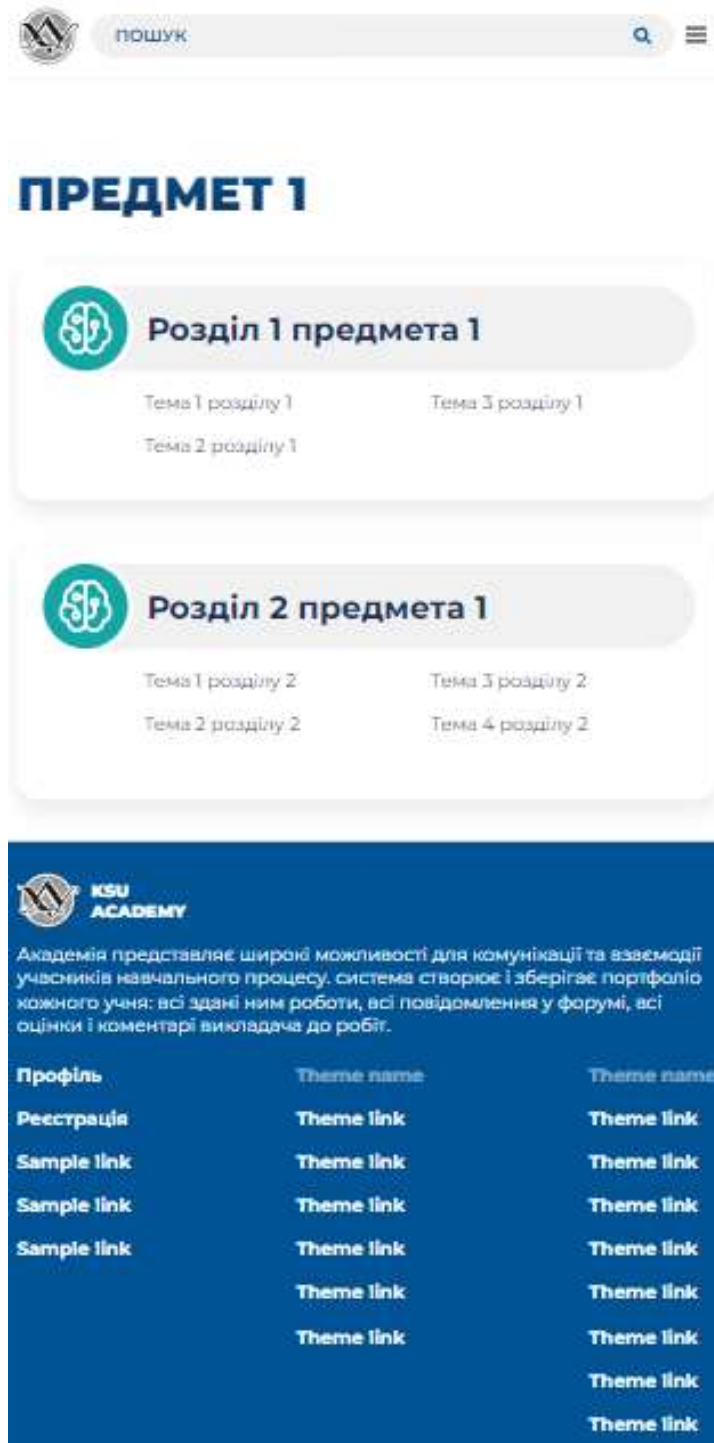 ПОШУК
ПРЕДМЕТ 1
Розділ 1 предмета 1
Тема 1 розділу 1
Тема 3 розділу 1
Тема 2 розділу 1
Розділ 2 предмета 1
Тема 1 розділу 2
Тема 3 розділу 2
Тема 2 розділу 2
Тема 4 розділу 2
KSU
ACADEMY
Академія представляє широкі можливості для комунікації та взаємодії
учасників навчального процесу. система створює і зберігає портфоліо
кожного учня: всі здані ним роботи, всі повідомлення у форумі, всі
оцінки і коментарі викладача до робіт.
Профіль
Реєстрація
Sample link
Sample link
Sample link
Theme name
Theme link
Theme link
Theme link
Theme link
Theme link
Theme link
Theme name
Theme link
Theme link
Theme link
Theme link
Theme link
Theme link
Theme link
Theme link